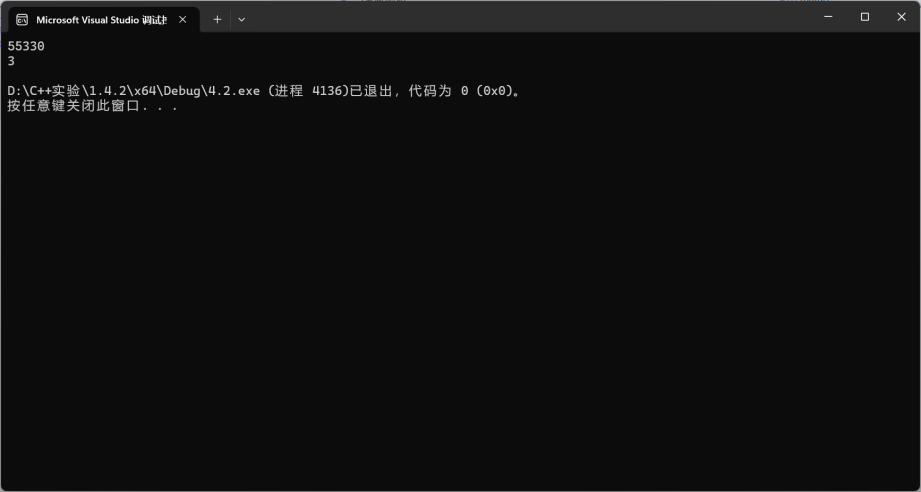 Microsoft Visual Studio 调试
55330
3
D:\C++实验\1.4.2\x64\Debug\4.2.exe (进程 4136)已退出，代码为 0 (0x0)。
按任意键关闭此窗口. . .